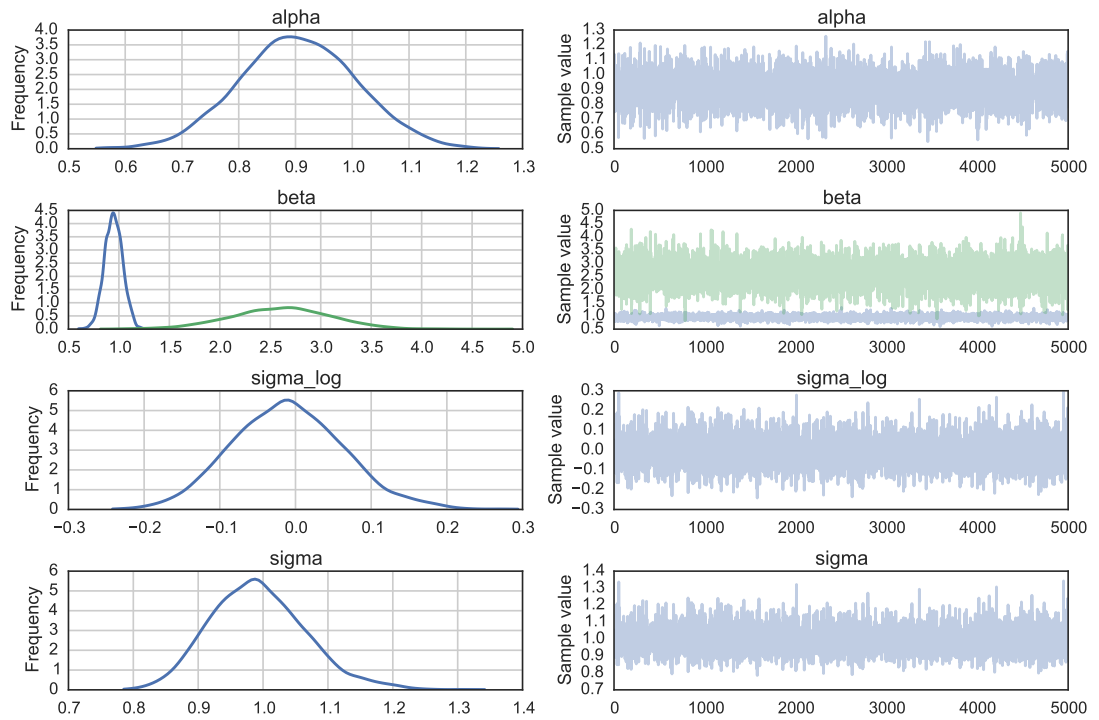 alpha
Frequency
4.0
3.5
3.0
2.5
2.0
1.5
1.0
0.5
0.0
0.5 0.6 0.7 0.8 0.9 1.0 1.1 1.2 1.3
alpha
Sample value
1.3
1.2
1.1
1.0
0.9
0.8
0.7
0.6
0.5
0 1000 2000 3000 4000 5000
beta
Frequency
4.5
4.0
3.5
3.0
2.5
2.0
1.5
1.0
0.5
0.0
0.5 1.0 1.5 2.0 2.5 3.0 3.5 4.0 4.5 5.0
beta
Sample value
5.0
4.5
4.0
3.5
3.0
2.5
2.0
1.5
1.0
0.5
0 1000 2000 3000 4000 5000
sigma_log
Frequency
6
5
4
3
2
1
0
−0.3 −0.2 −0.1 0.0 0.1 0.2 0.3
sigma_log
Sample value
0.3
0.2
0.1
0.0
−0.1
−0.2
−0.3
0 1000 2000 3000 4000 5000
sigma
Frequency
6
5
4
3
2
1
0
0.7 0.8 0.9 1.0 1.1 1.2 1.3 1.4
sigma
Sample value
1.4
1.3
1.2
1.1
1.0
0.9
0.8
0.7
0 1000 2000 3000 4000 5000